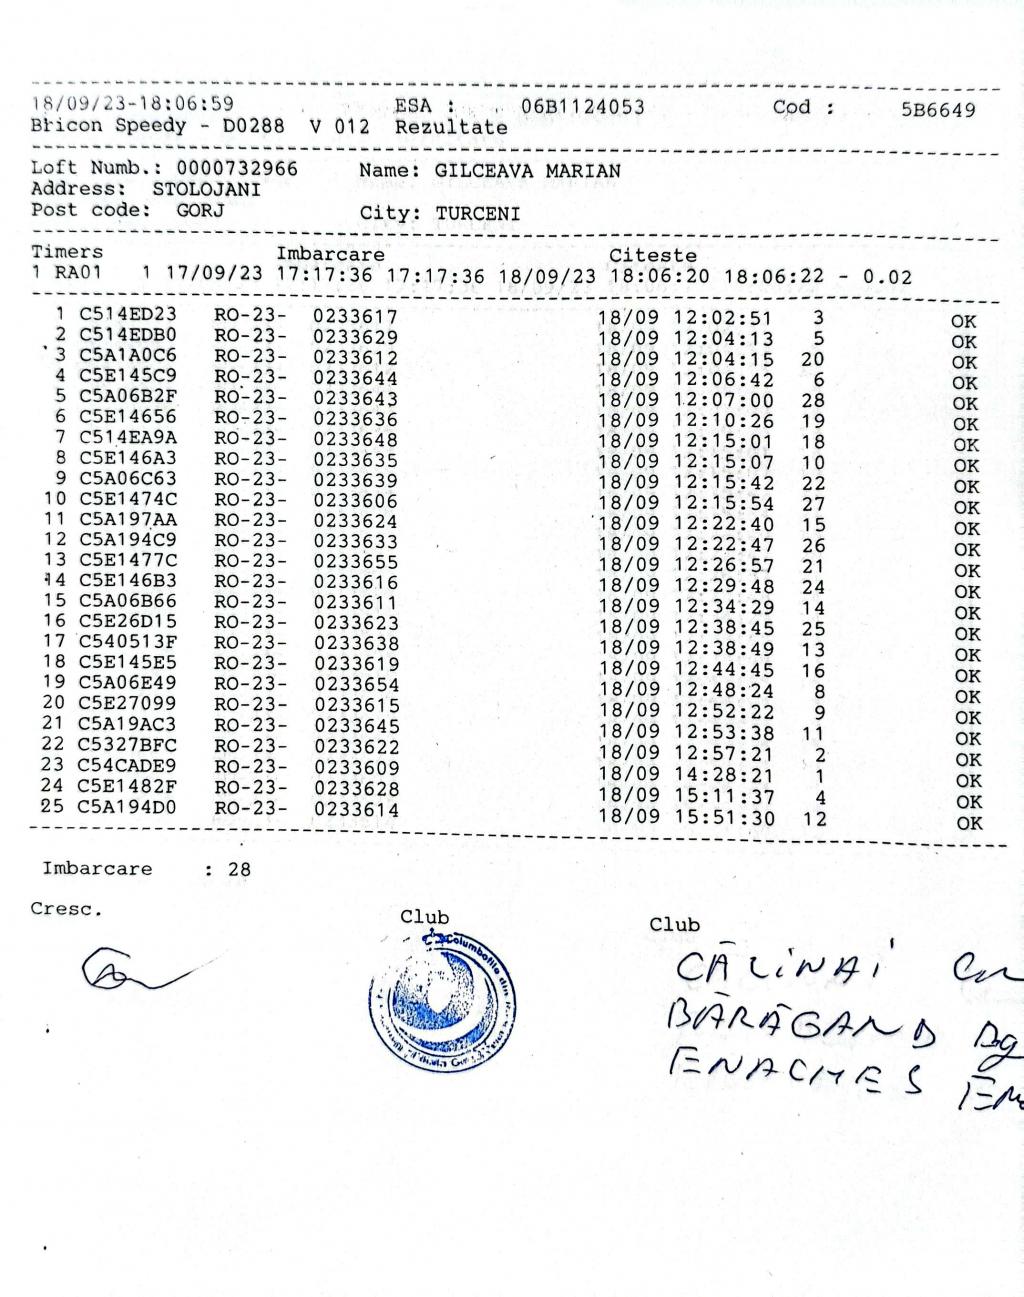 18/09/23-18:06:59 ESA : 06B1124053 Cod : 5B6649
Bricon Speedy - D0288 V 012 Rezultate
Loft Numb.: 0000732966 Name: GILCEAVA MARIAN
Address: STOLOJANI
Post code: GORJ City: TURCENI
Timers Imbarcare Citeste
1 RA01 1 17/09/23 17:17:36 17:17:36 18/09/23 18:06:20 18:06:22 - 0.02
1 C514ED23 RO-23- 0233617 18/09 12:02:51 3 OK
2 C514EDB0 RO-23- 0233629 18/09 12:04:13 5 OK
3 C5A1A0C6 RO-23- 0233612 18/09 12:04:15 20 OK
4 C5E145C9 RO-23- 0233644 18/09 12:06:42 6 OK
5 C5A06B2F RO-23- 0233643 18/09 12:07:00 28 OK
6 C5E14656 RO-23- 0233636 18/09 12:10:26 19 OK
7 C514EA9A RO-23- 0233648 18/09 12:15:01 18 OK
8 C5E146A3 RO-23- 0233635 18/09 12:15:07 10 OK
9 C5A06C63 RO-23- 0233639 18/09 12:15:42 22 OK
10 C5E1474C RO-23- 0233606 18/09 12:15:54 27 OK
11 C5A197AA RO-23- 0233624 18/09 12:22:40 15 OK
12 C5A194C9 RO-23- 0233633 18/09 12:22:47 26 OK
13 C5E1477C RO-23- 0233655 18/09 12:26:57 21 OK
14 C5E146B3 RO-23- 0233616 18/09 12:29:48 24 OK
15 C5A06B66 RO-23- 0233611 18/09 12:34:29 14 OK
16 C5E26D15 RO-23- 0233623 18/09 12:38:45 25 OK
17 C540513F RO-23- 0233638 18/09 12:38:49 13 OK
18 C5E145E5 RO-23- 0233619 18/09 12:44:45 16 OK
19 C5A06E49 RO-23- 0233654 18/09 12:48:24 8 OK
20 C5E27099 RO-23- 0233615 18/09 12:52:22 9 OK
21 C5A19AC3 RO-23- 0233645 18/09 12:53:38 11 OK
22 C5327BFC RO-23- 0233622 18/09 12:57:21 2 OK
23 C54CADE9 RO-23- 0233609 18/09 14:28:21 1 OK
24 C5E1482F RO-23- 0233628 18/09 15:11:37 4 OK
25 C5A194D0 RO-23- 0233614 18/09 15:51:30 12 OK
Imbarcare : 28
Cresc. Club Club
Columbofila din
CĂLINAI
BĂRĂGAN D
ENACHE S